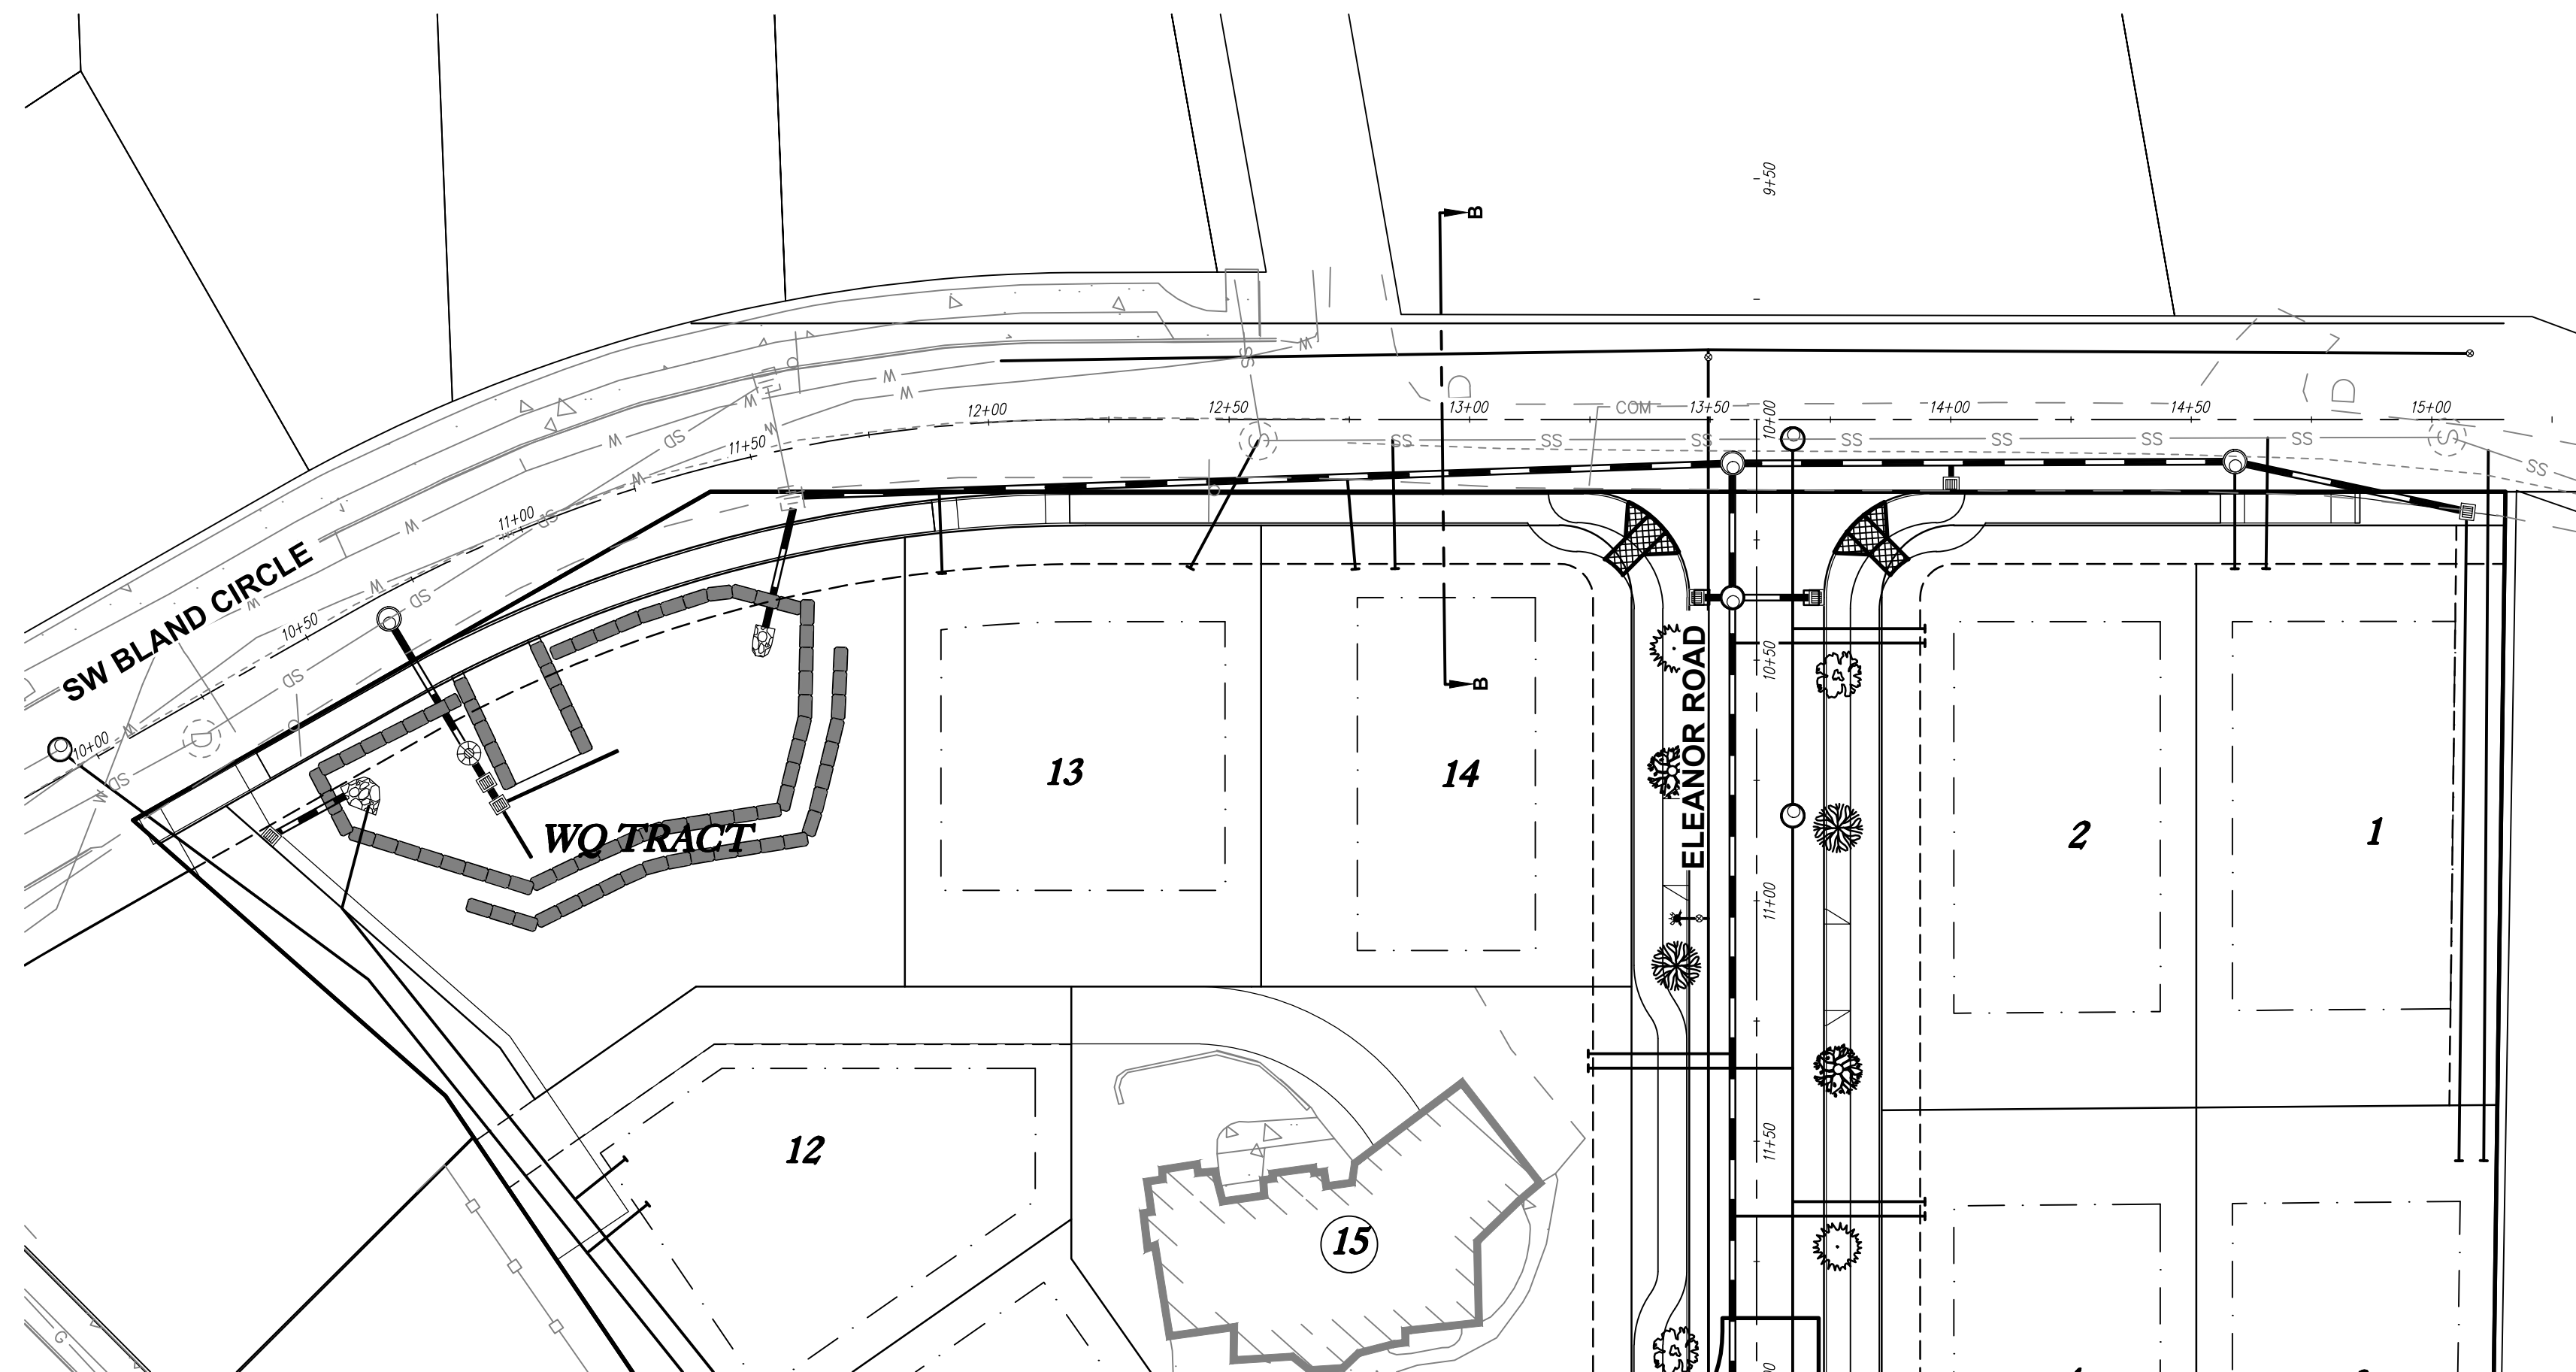 9+50
B
W
S
W
W
W
D
D
COM
12+00
12+50
13+00
13+50
10+00
14+00
14+50
15+00
W
W
SD
11+50
SS
SS
SS
SS
SS
SS
SS
S
SS
W
W
11+00
SD
SW BLAND CIRCLE
W
W
10+50
SD
SD
B
10+50
ELEANOR ROAD
W
10+00
D
SD
W
13
14
WQ TRACT
2
1
11+00
12
11+50
15
G